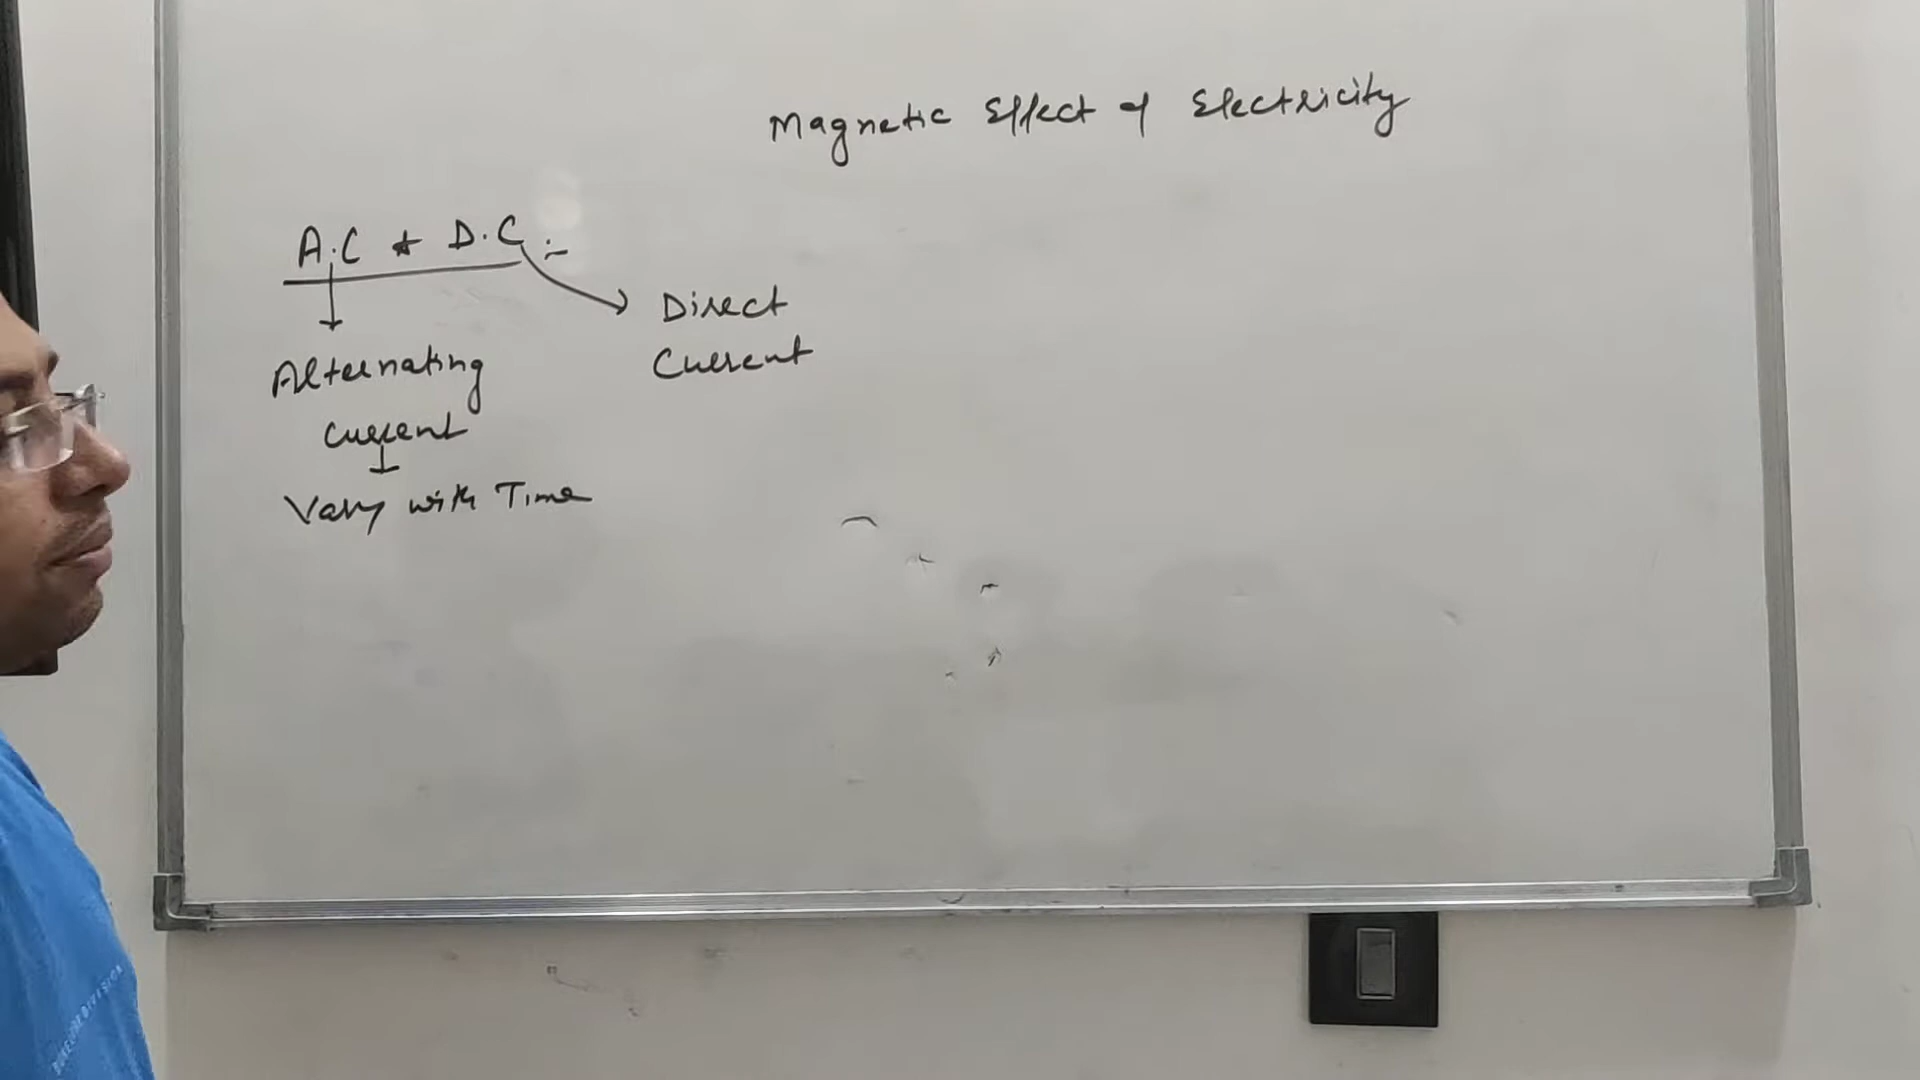 Magnetic Effect of Electricity
A.C & D.C :-
Direct
Current
Alternating
Current
Vary with Time